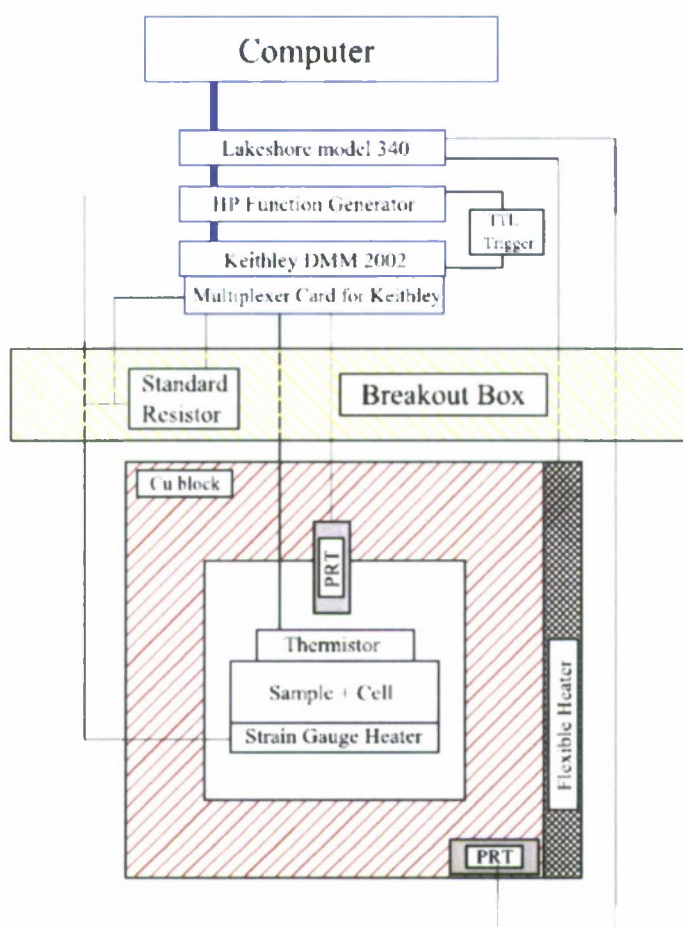 Computer
Lakeshore model 340
HP Function Generator
TTL
Trigger
Keithley DMM 2002
Multiplexer Card for Keithley
Standard
Resistor
Breakout Box
Cu block
PRT
Thermistor
Sample + Cell
Strain Gauge Heater
Flexible Heater
PRT